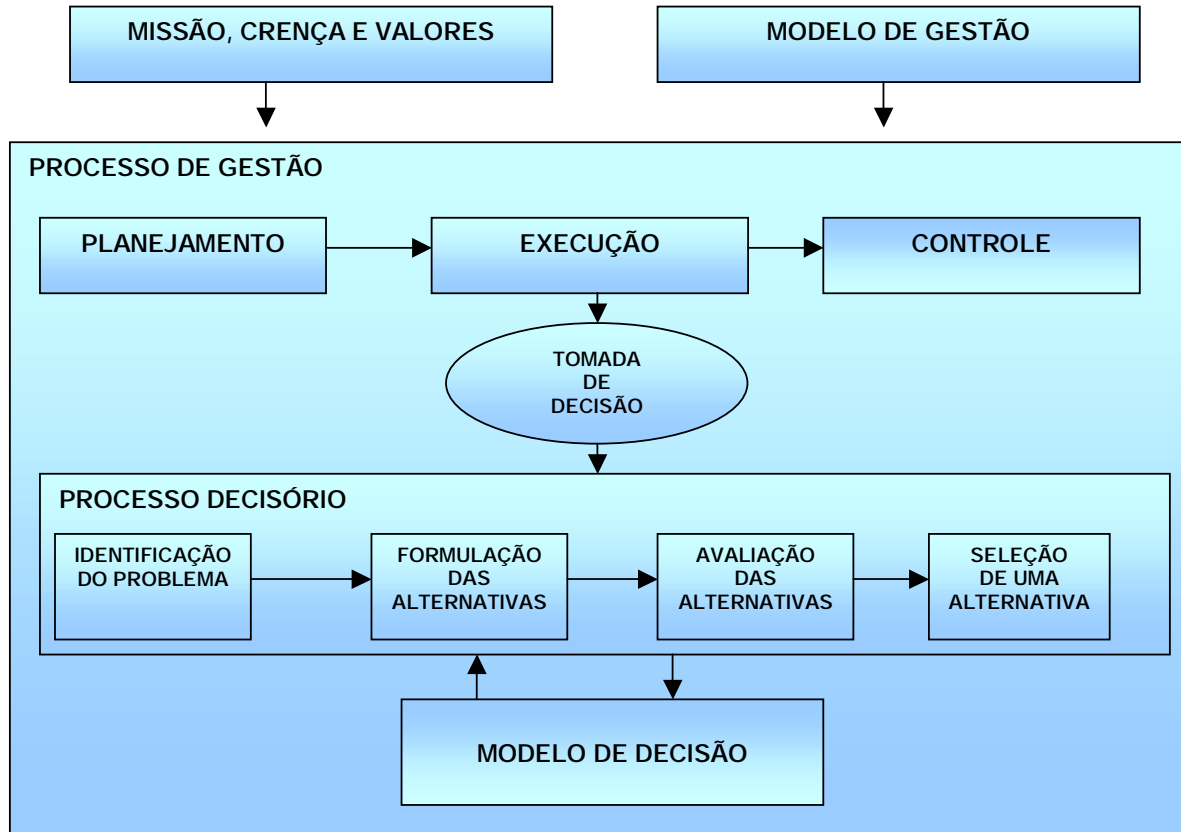 MISSÃO, CRENÇA E VALORES
MODELO DE GESTÃO
PROCESSO DE GESTÃO
PLANEJAMENTO
EXECUÇÃO
CONTROLE
TOMADA
DE
DECISÃO
PROCESSO DECISÓRIO
IDENTIFICAÇÃO
DO PROBLEMA
FORMULAÇÃO
DAS
ALTERNATIVAS
AVALIAÇÃO
DAS
ALTERNATIVAS
SELEÇÃO
DE UMA
ALTERNATIVA
MODELO DE DECISÃO